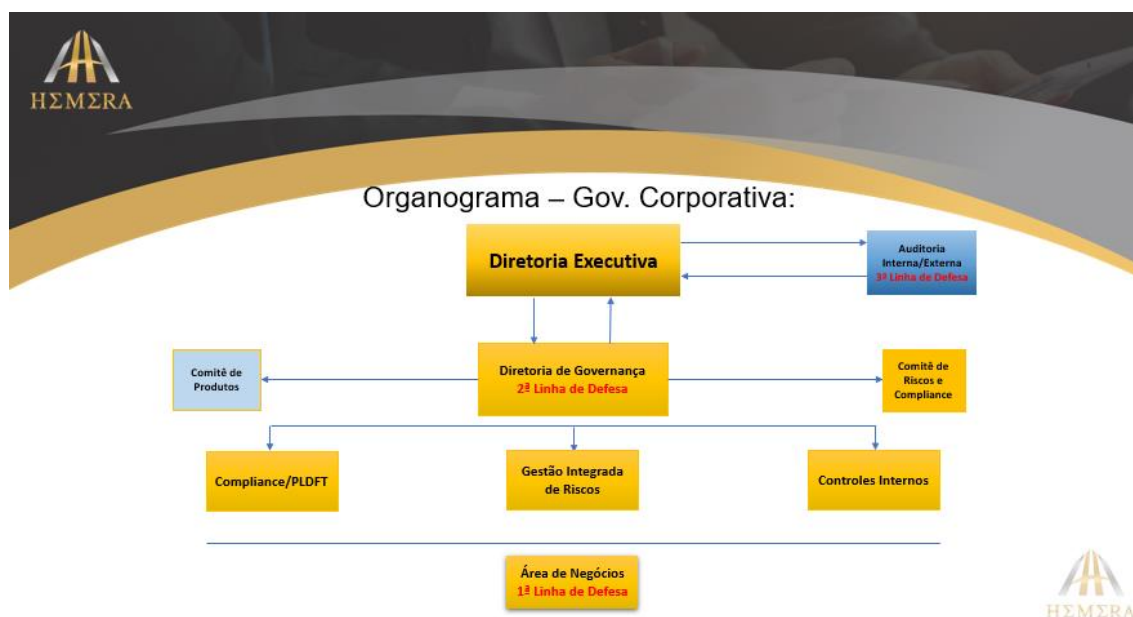 HΣMΣRA
Organograma – Gov. Corporativa:
Diretoria Executiva
Auditoria
Interna/Externa
3ª Linha de Defesa
Comitê de
Produtos
Diretoria de Governança
2ª Linha de Defesa
Comitê de
Riscos e
Compliance
Compliance/PLDFT
Gestão Integrada
de Riscos
Controles Internos
Área de Negócios
1ª Linha de Defesa
HΣMΣRA